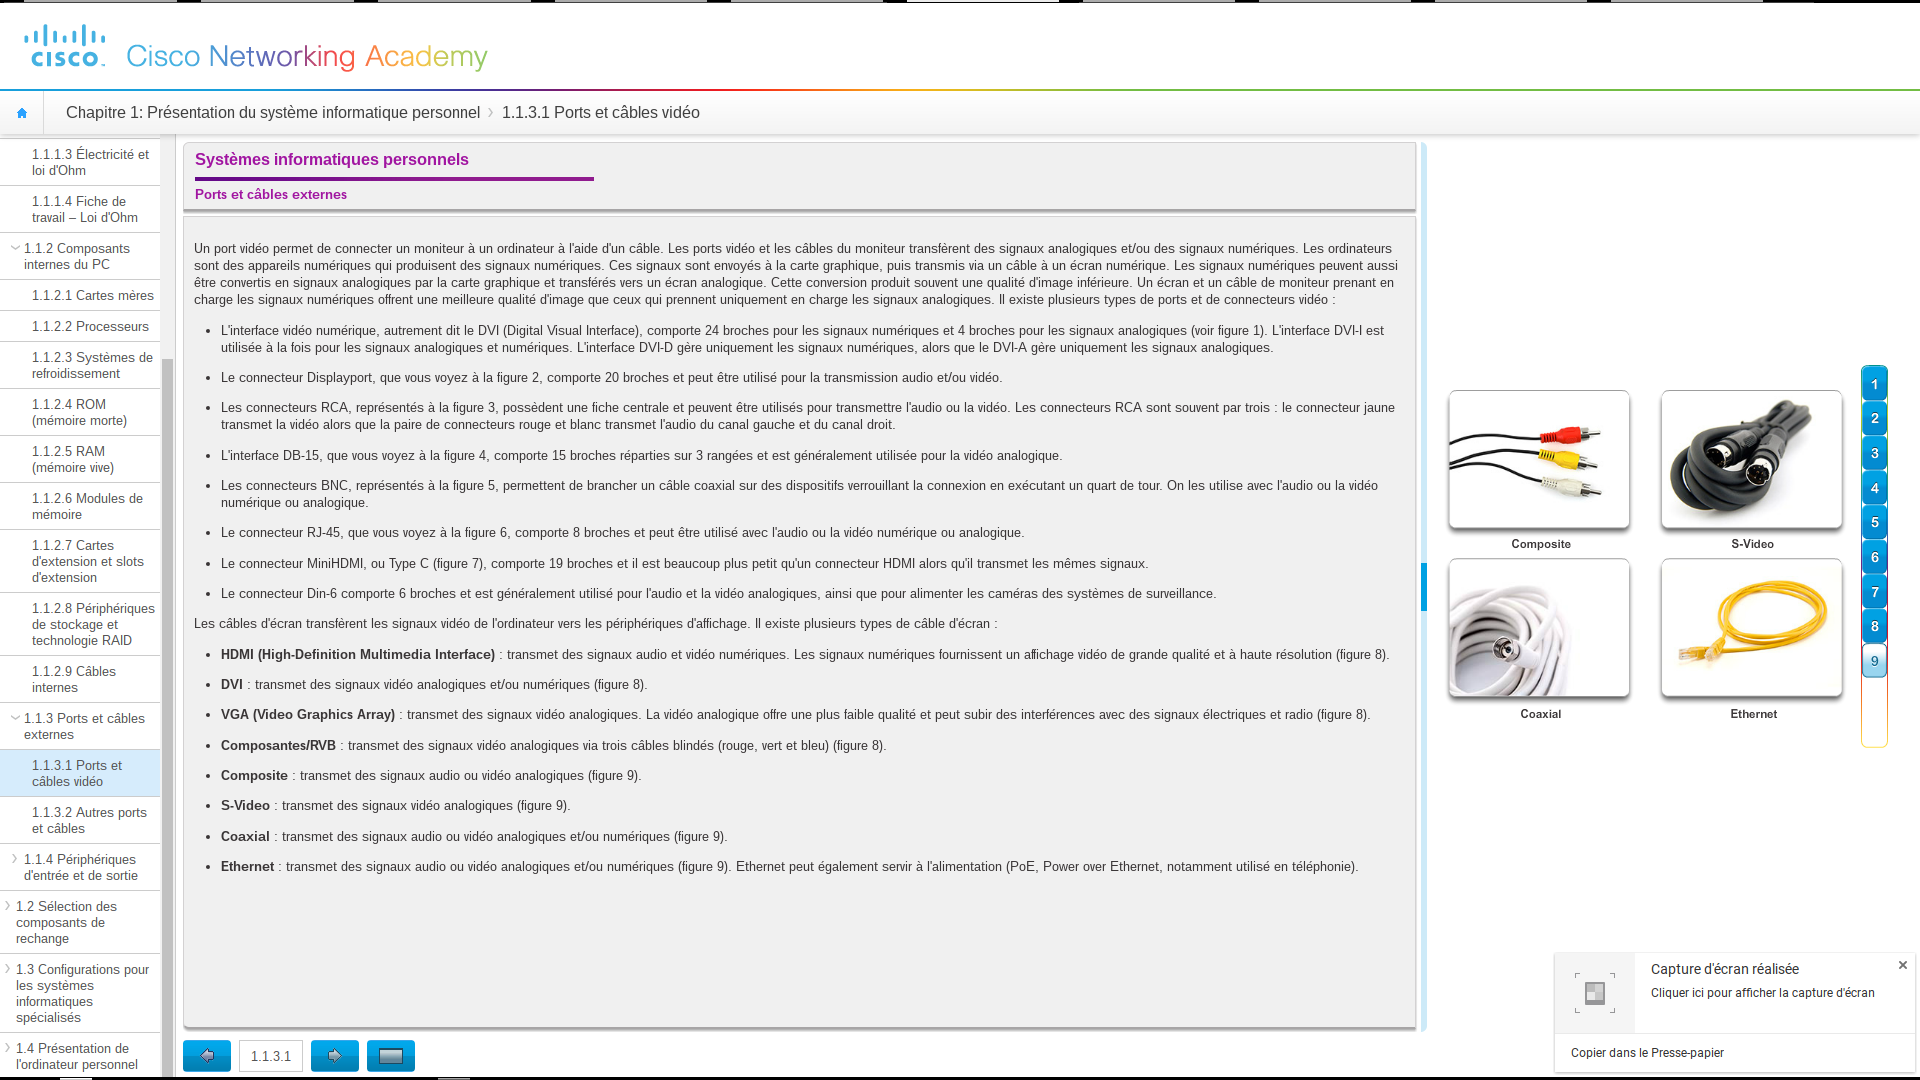 cisco
Cisco Networking Academy
Chapitre 1: Présentation du système informatique personnel
1.1.3.1 Ports et câbles vidéo
1.1.1.3 Électricité et
loi d'Ohm
1.1.1.4 Fiche de
travail – Loi d'Ohm
1.1.2 Composants
internes du PC
1.1.2.1 Cartes mères
1.1.2.2 Processeurs
1.1.2.3 Systèmes de
refroidissement
1.1.2.4 ROM
(mémoire morte)
1.1.2.5 RAM
(mémoire vive)
1.1.2.6 Modules de
mémoire
1.1.2.7 Cartes
d'extension et slots
d'extension
1.1.2.8 Périphériques
de stockage et
technologie RAID
1.1.2.9 Câbles
internes
1.1.3 Ports et câbles
externes
1.1.3.1 Ports et
câbles vidéo
1.1.3.2 Autres ports
et câbles
1.1.4 Périphériques
d'entrée et de sortie
1.2 Sélection des
composants de
rechange
1.3 Configurations pour
les systèmes
informatiques
spécialisés
1.4 Présentation de
l'ordinateur personnel
Systèmes informatiques personnels
Ports et câbles externes
Un port vidéo permet de connecter un moniteur à un ordinateur à l'aide d'un câble. Les ports vidéo et les câbles du moniteur transfèrent des signaux analogiques et/ou des signaux numériques. Les ordinateurs
sont des appareils numériques qui produisent des signaux numériques. Ces signaux sont envoyés à la carte graphique, puis transmis via un câble à un écran numérique. Les signaux numériques peuvent aussi
être convertis en signaux analogiques par la carte graphique et transférés vers un écran analogique. Cette conversion produit souvent une qualité d'image inférieure. Un écran et un câble de moniteur prenant en
charge les signaux numériques offrent une meilleure qualité d'image que ceux qui prennent uniquement en charge les signaux analogiques. Il existe plusieurs types de ports et de connecteurs vidéo :
• L'interface vidéo numérique, autrement dit le DVI (Digital Visual Interface), comporte 24 broches pour les signaux numériques et 4 broches pour les signaux analogiques (voir figure 1). L'interface DVI-I est
utilisée à la fois pour les signaux analogiques et numériques. L'interface DVI-D gère uniquement les signaux numériques, alors que le DVI-A gère uniquement les signaux analogiques.
• Le connecteur Displayport, que vous voyez à la figure 2, comporte 20 broches et peut être utilisé pour la transmission audio et/ou vidéo.
• Les connecteurs RCA, représentés à la figure 3, possèdent une fiche centrale et peuvent être utilisés pour transmettre l'audio ou la vidéo. Les connecteurs RCA sont souvent par trois : le connecteur jaune
transmet la vidéo alors que la paire de connecteurs rouge et blanc transmet l'audio du canal gauche et du canal droit.
• L'interface DB-15, que vous voyez à la figure 4, comporte 15 broches réparties sur 3 rangées et est généralement utilisée pour la vidéo analogique.
• Les connecteurs BNC, représentés à la figure 5, permettent de brancher un câble coaxial sur des dispositifs verrouillant la connexion en exécutant un quart de tour. On les utilise avec l'audio ou la vidéo
numérique ou analogique.
• Le connecteur RJ-45, que vous voyez à la figure 6, comporte 8 broches et peut être utilisé avec l'audio ou la vidéo numérique ou analogique.
• Le connecteur MiniHDMI, ou Type C (figure 7), comporte 19 broches et il est beaucoup plus petit qu'un connecteur HDMI alors qu'il transmet les mêmes signaux.
• Le connecteur Din-6 comporte 6 broches et est généralement utilisé pour l'audio et la vidéo analogiques, ainsi que pour alimenter les caméras des systèmes de surveillance.
Les câbles d'écran transfèrent les signaux vidéo de l'ordinateur vers les périphériques d'affichage. Il existe plusieurs types de câble d'écran :
• HDMI (High-Definition Multimedia Interface) : transmet des signaux audio et vidéo numériques. Les signaux numériques fournissent un affichage vidéo de grande qualité et à haute résolution (figure 8).
• DVI : transmet des signaux vidéo analogiques et/ou numériques (figure 8).
• VGA (Video Graphics Array) : transmet des signaux vidéo analogiques. La vidéo analogique offre une plus faible qualité et peut subir des interférences avec des signaux électriques et radio (figure 8).
• Composantes/RVB : transmet des signaux vidéo analogiques via trois câbles blindés (rouge, vert et bleu) (figure 8).
• Composite : transmet des signaux audio ou vidéo analogiques (figure 9).
• S-Video : transmet des signaux vidéo analogiques (figure 9).
• Coaxial : transmet des signaux audio ou vidéo analogiques et/ou numériques (figure 9).
• Ethernet : transmet des signaux audio ou vidéo analogiques et/ou numériques (figure 9). Ethernet peut également servir à l'alimentation (PoE, Power over Ethernet, notamment utilisé en téléphonie).
1.1.3.1
Composite
S-Video
Coaxial
Ethernet
1
2
3
4
5
6
7
8
9
Capture d'écran réalisée
Cliquer ici pour afficher la capture d'écran
Copier dans le Presse-papier